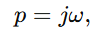 p = jω,